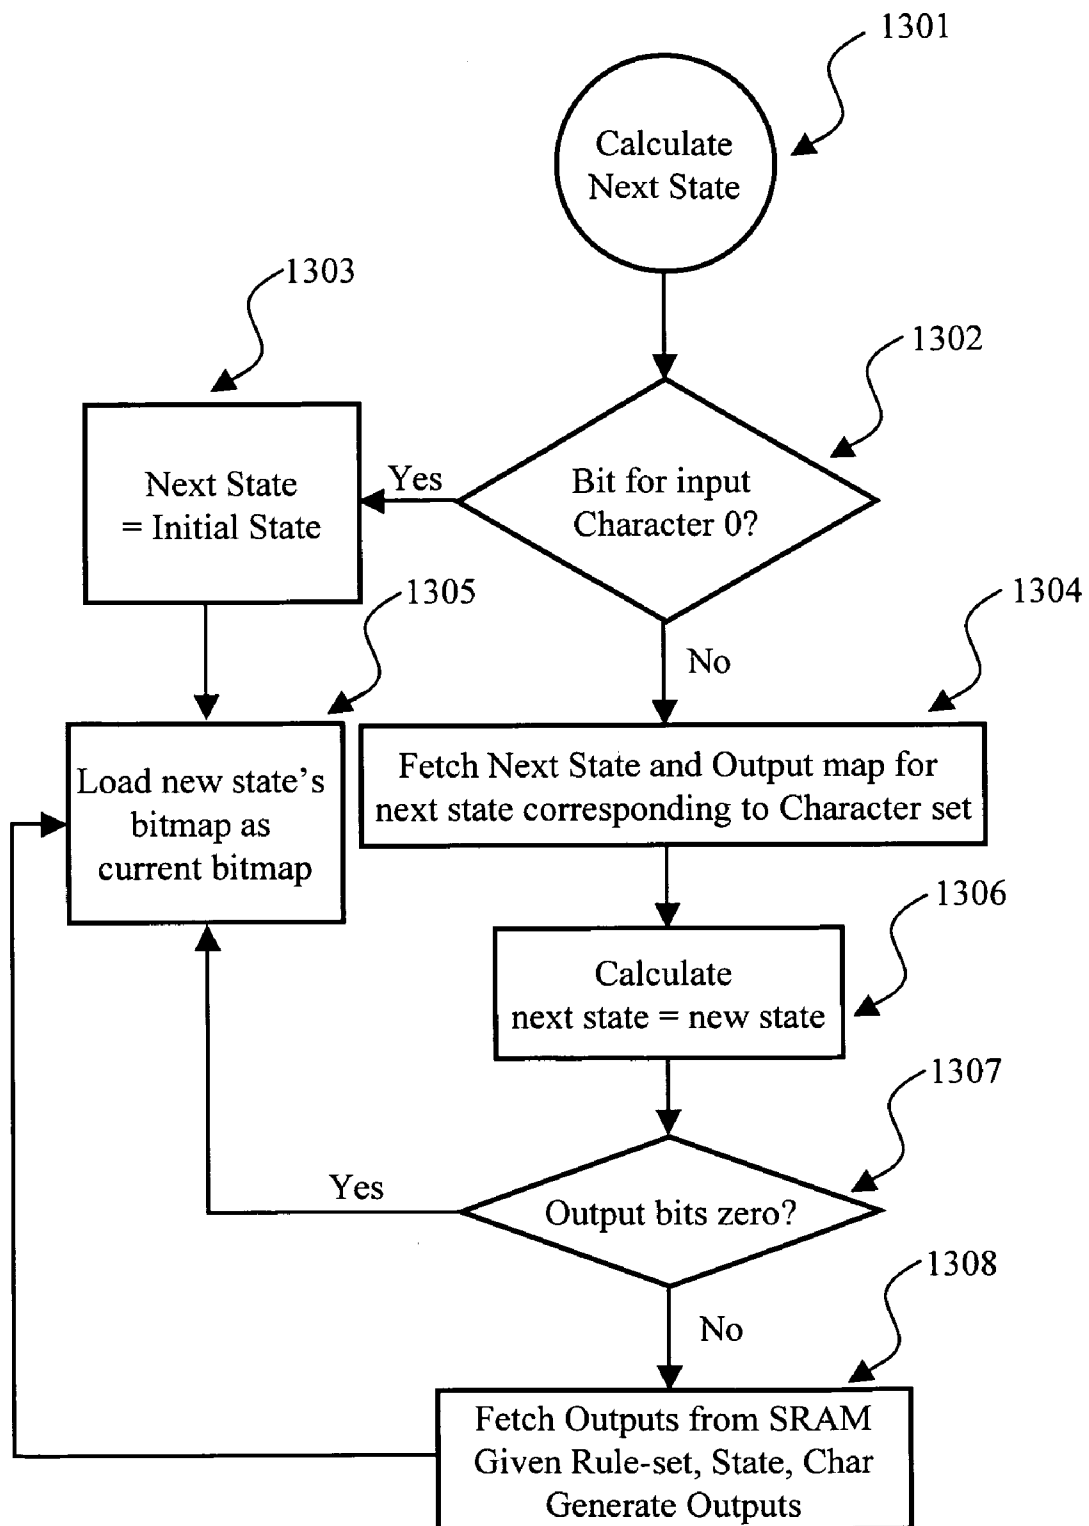 1301
Calculate
Next State
1303
1302
Next State
= Initial State
Yes
Bit for input
Character 0?
1305
1304
No
Load new state's
bitmap as
current bitmap
Fetch Next State and Output map for
next state corresponding to Character set
1306
Calculate
next state = new state
1307
Yes
Output bits zero?
1308
No
Fetch Outputs from SRAM
Given Rule-set, State, Char
Generate Outputs